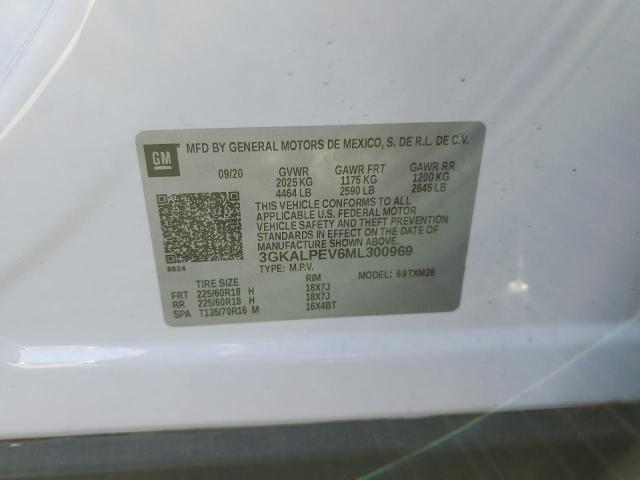 GM
MFD BY GENERAL MOTORS DE MEXICO, S. DE R.L. DE C.V.
09/20 GVWR GAWR FRT GAWR RR
2025 KG 1175 KG 1200 KG
4464 LB 2590 LB 2645 LB
THIS VEHICLE CONFORMS TO ALL
APPLICABLE U.S. FEDERAL MOTOR
VEHICLE SAFETY AND THEFT PREVENTION
STANDARDS IN EFFECT ON THE DATE OF
MANUFACTURE SHOWN ABOVE.
3GKALPEV6ML300969
8624 TYPE: M.P.V. MODEL: 69TXM26
TIRE SIZE RIM
FRT 225/60R18 H 18X7J
RR 225/60R18 H 18X7J
SPA T135/70R16 M 16X4BT